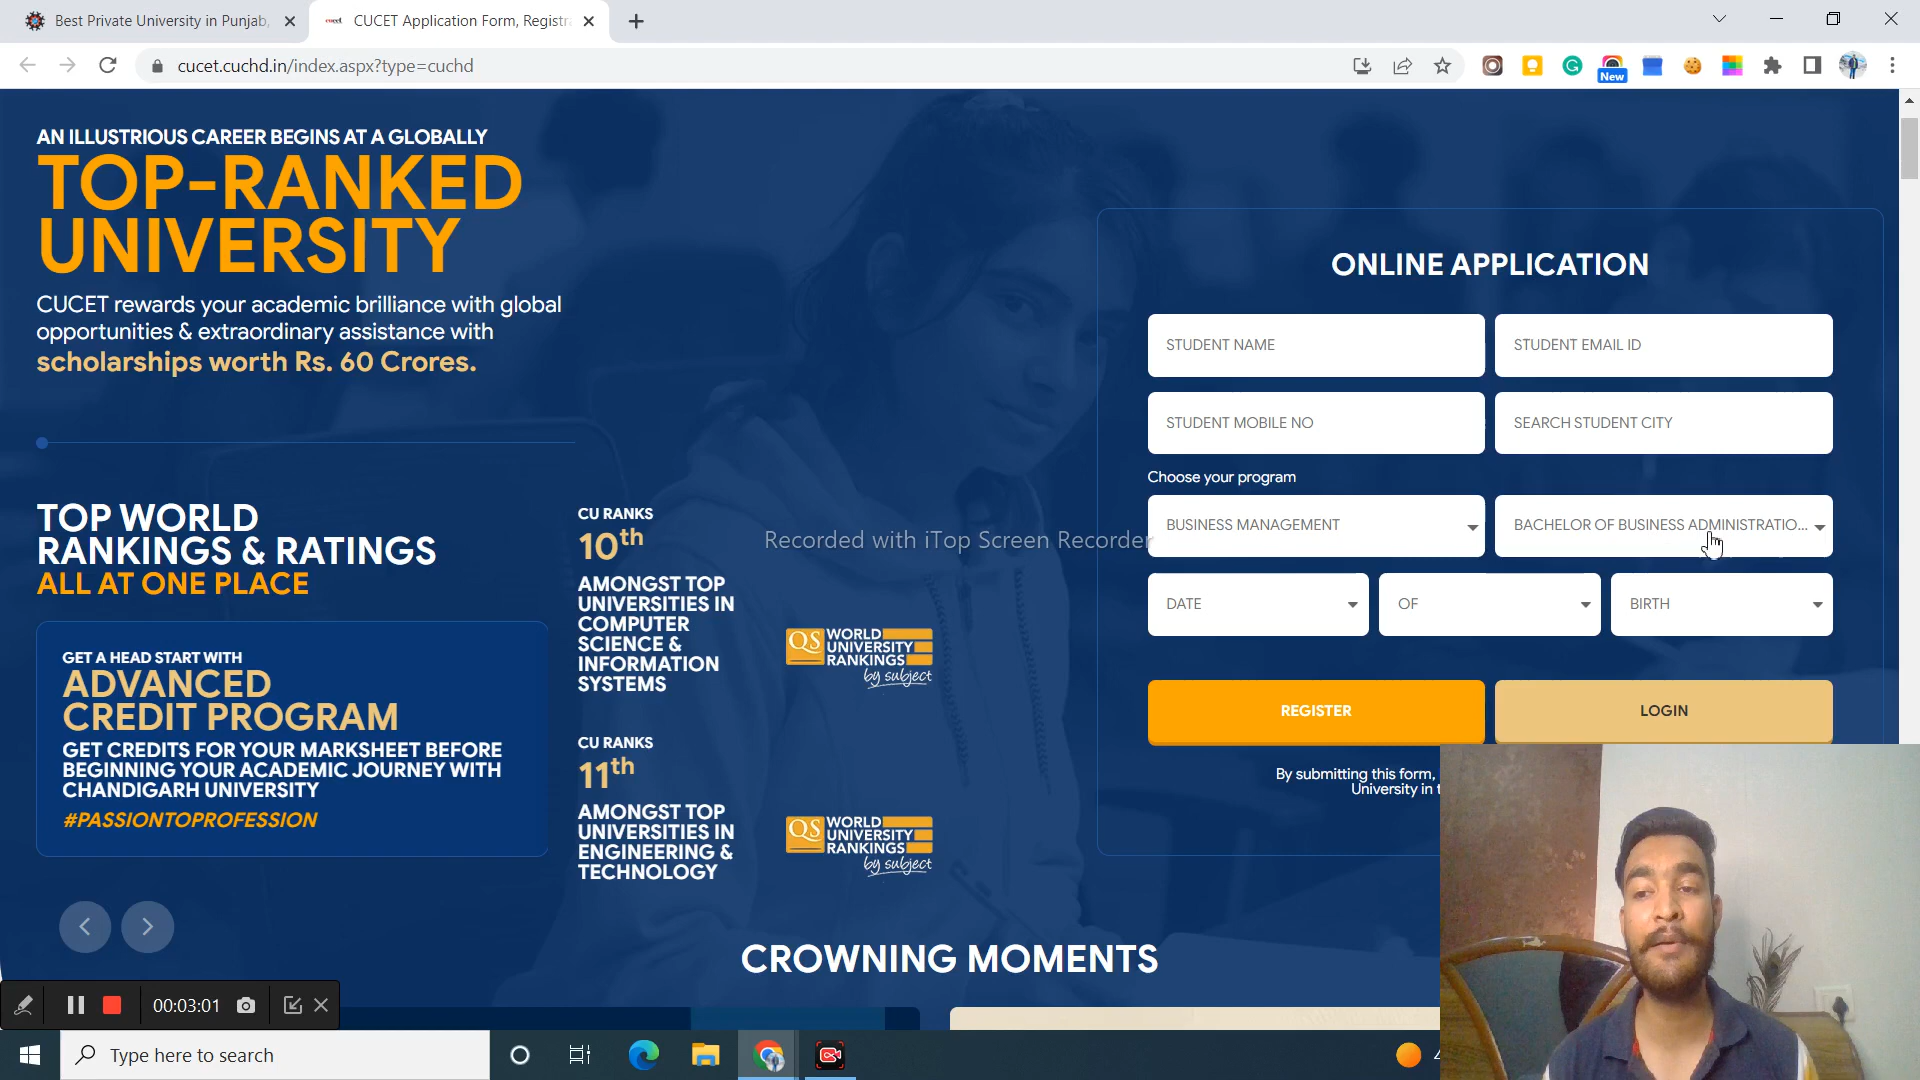 Best Private University in Punjab,
CUCET Application Form, Registr
cucet.cuchd.in/index.aspx?type=cuchd
New
AN ILLUSTRIOUS CAREER BEGINS AT A GLOBALLY
TOP-RANKED
UNIVERSITY
CUCET rewards your academic brilliance with global
opportunities & extraordinary assistance with
scholarships worth Rs. 60 Crores.
TOP WORLD
RANKINGS & RATINGS
ALL AT ONE PLACE
GET A HEAD START WITH
ADVANCED
CREDIT PROGRAM
GET CREDITS FOR YOUR MARKSHEET BEFORE
BEGINNING YOUR ACADEMIC JOURNEY WITH
CHANDIGARH UNIVERSITY
#PASSIONTOPROFESSION
CU RANKS
10th
AMONGST TOP
UNIVERSITIES IN
COMPUTER
SCIENCE &
INFORMATION
SYSTEMS
QS WORLD
UNIVERSITY
RANKINGS
by subject
CU RANKS
11th
AMONGST TOP
UNIVERSITIES IN
ENGINEERING &
TECHNOLOGY
QS WORLD
UNIVERSITY
RANKINGS
by subject
Recorded with iTop Screen Recorder
ONLINE APPLICATION
STUDENT NAME
STUDENT EMAIL ID
STUDENT MOBILE NO
SEARCH STUDENT CITY
Choose your program
BUSINESS MANAGEMENT
BACHELOR OF BUSINESS ADMINISTRATIO...
DATE
OF
BIRTH
REGISTER
LOGIN
By submitting this form,
University in t
CROWNING MOMENTS
00:03:01
Type here to search